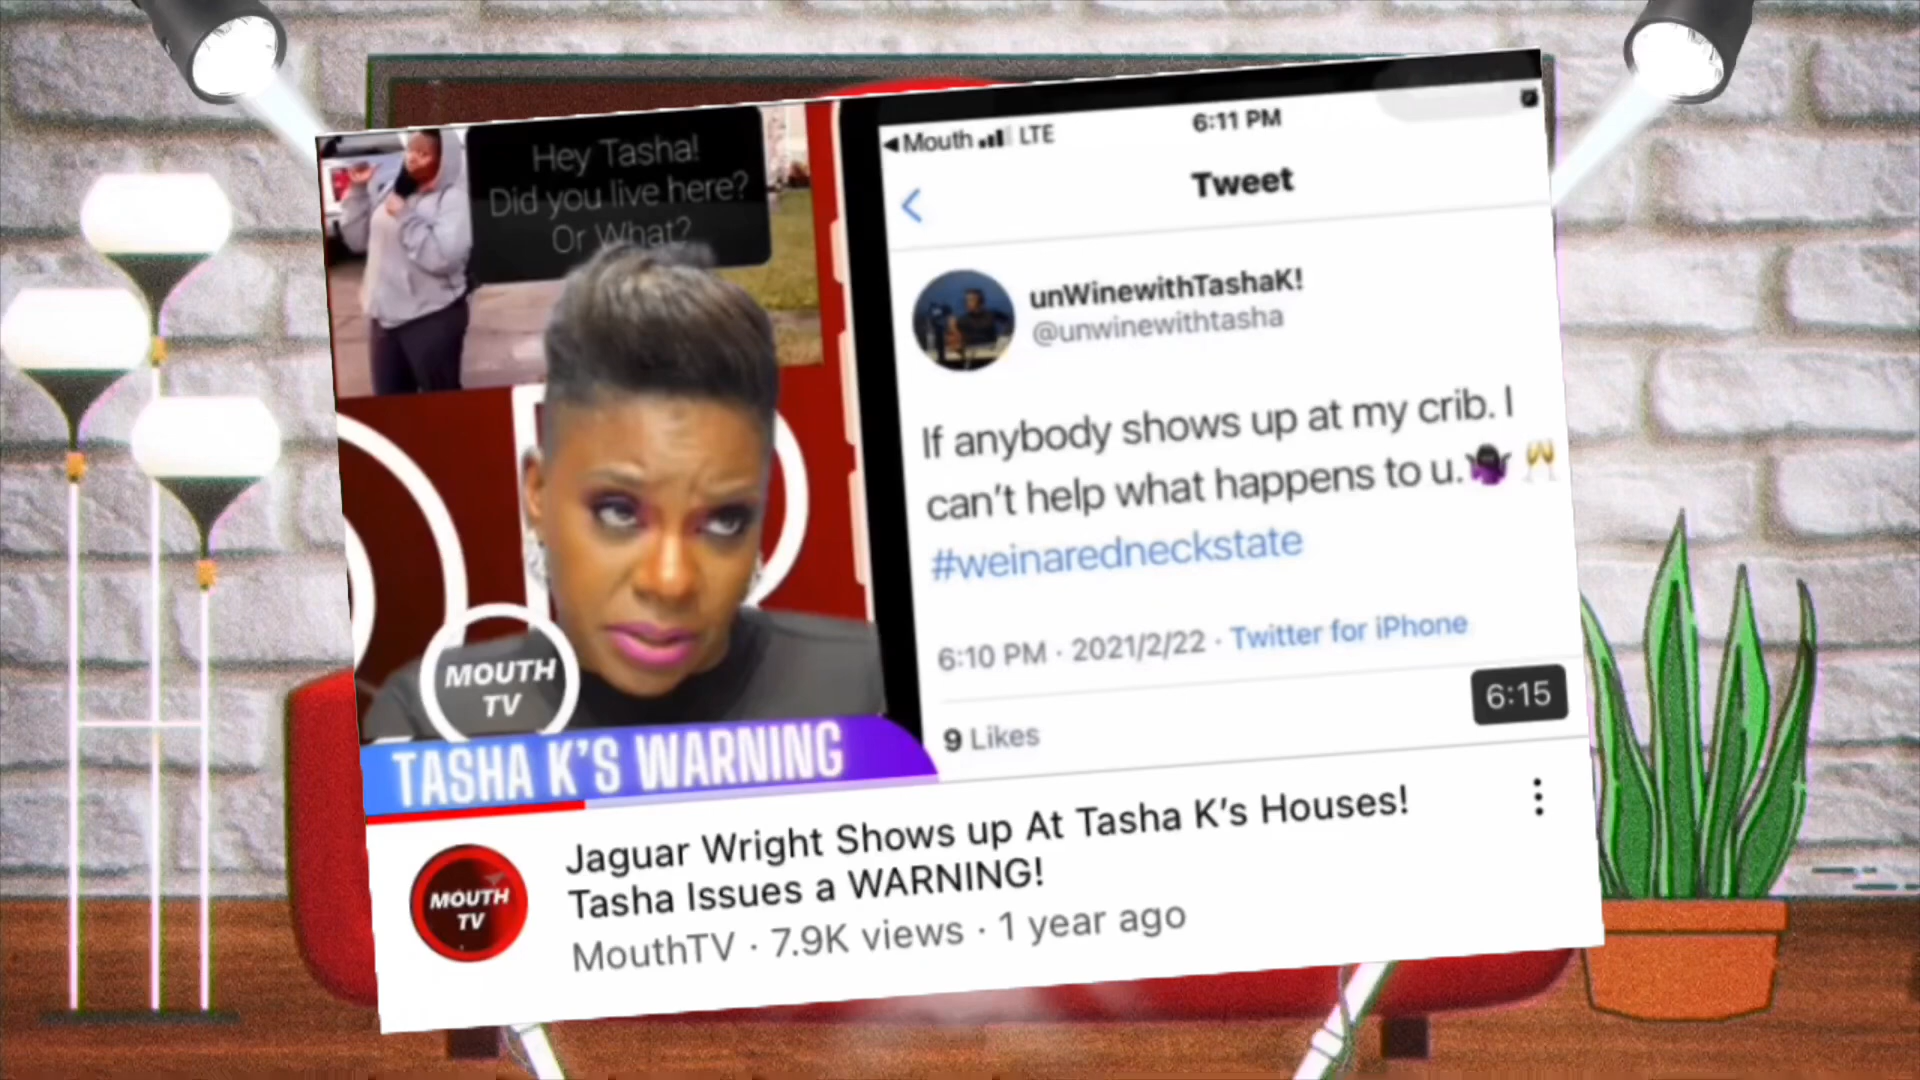 Hey Tasha!
Did you live here?
Or What?
MOUTH
TV
TASHA K'S WARNING
Mouth LTE
6:11 PM
Tweet
unWinewithTashaK!
@unwinewithtasha
If anybody shows up at my crib. I
can't help what happens to u.🤷🏿‍♀️ 🥂
#weinaredneckstate
6:10 PM · 2021/2/22 · Twitter for iPhone
9 Likes
6:15
MOUTH
TV
Jaguar Wright Shows up At Tasha K's Houses!
Tasha Issues a WARNING!
MouthTV · 7.9K views · 1 year ago